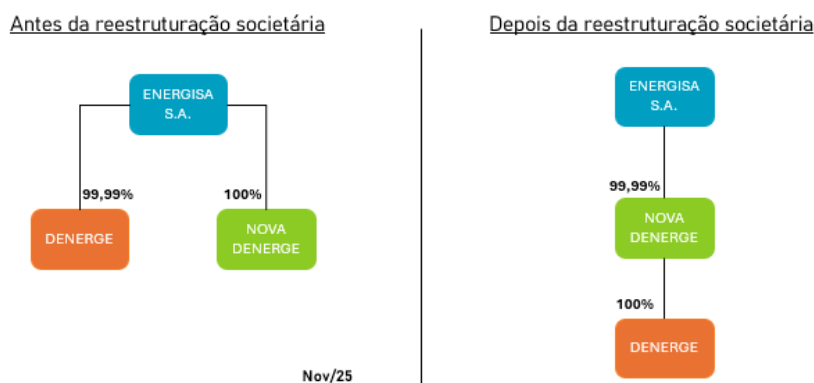 Antes da reestruturação societária
ENERGISA
S.A.
99,99%
100%
DENERGE
NOVA
DENERGE
Nov/25
Depois da reestruturação societária
ENERGISA
S.A.
99,99%
NOVA
DENERGE
100%
DENERGE